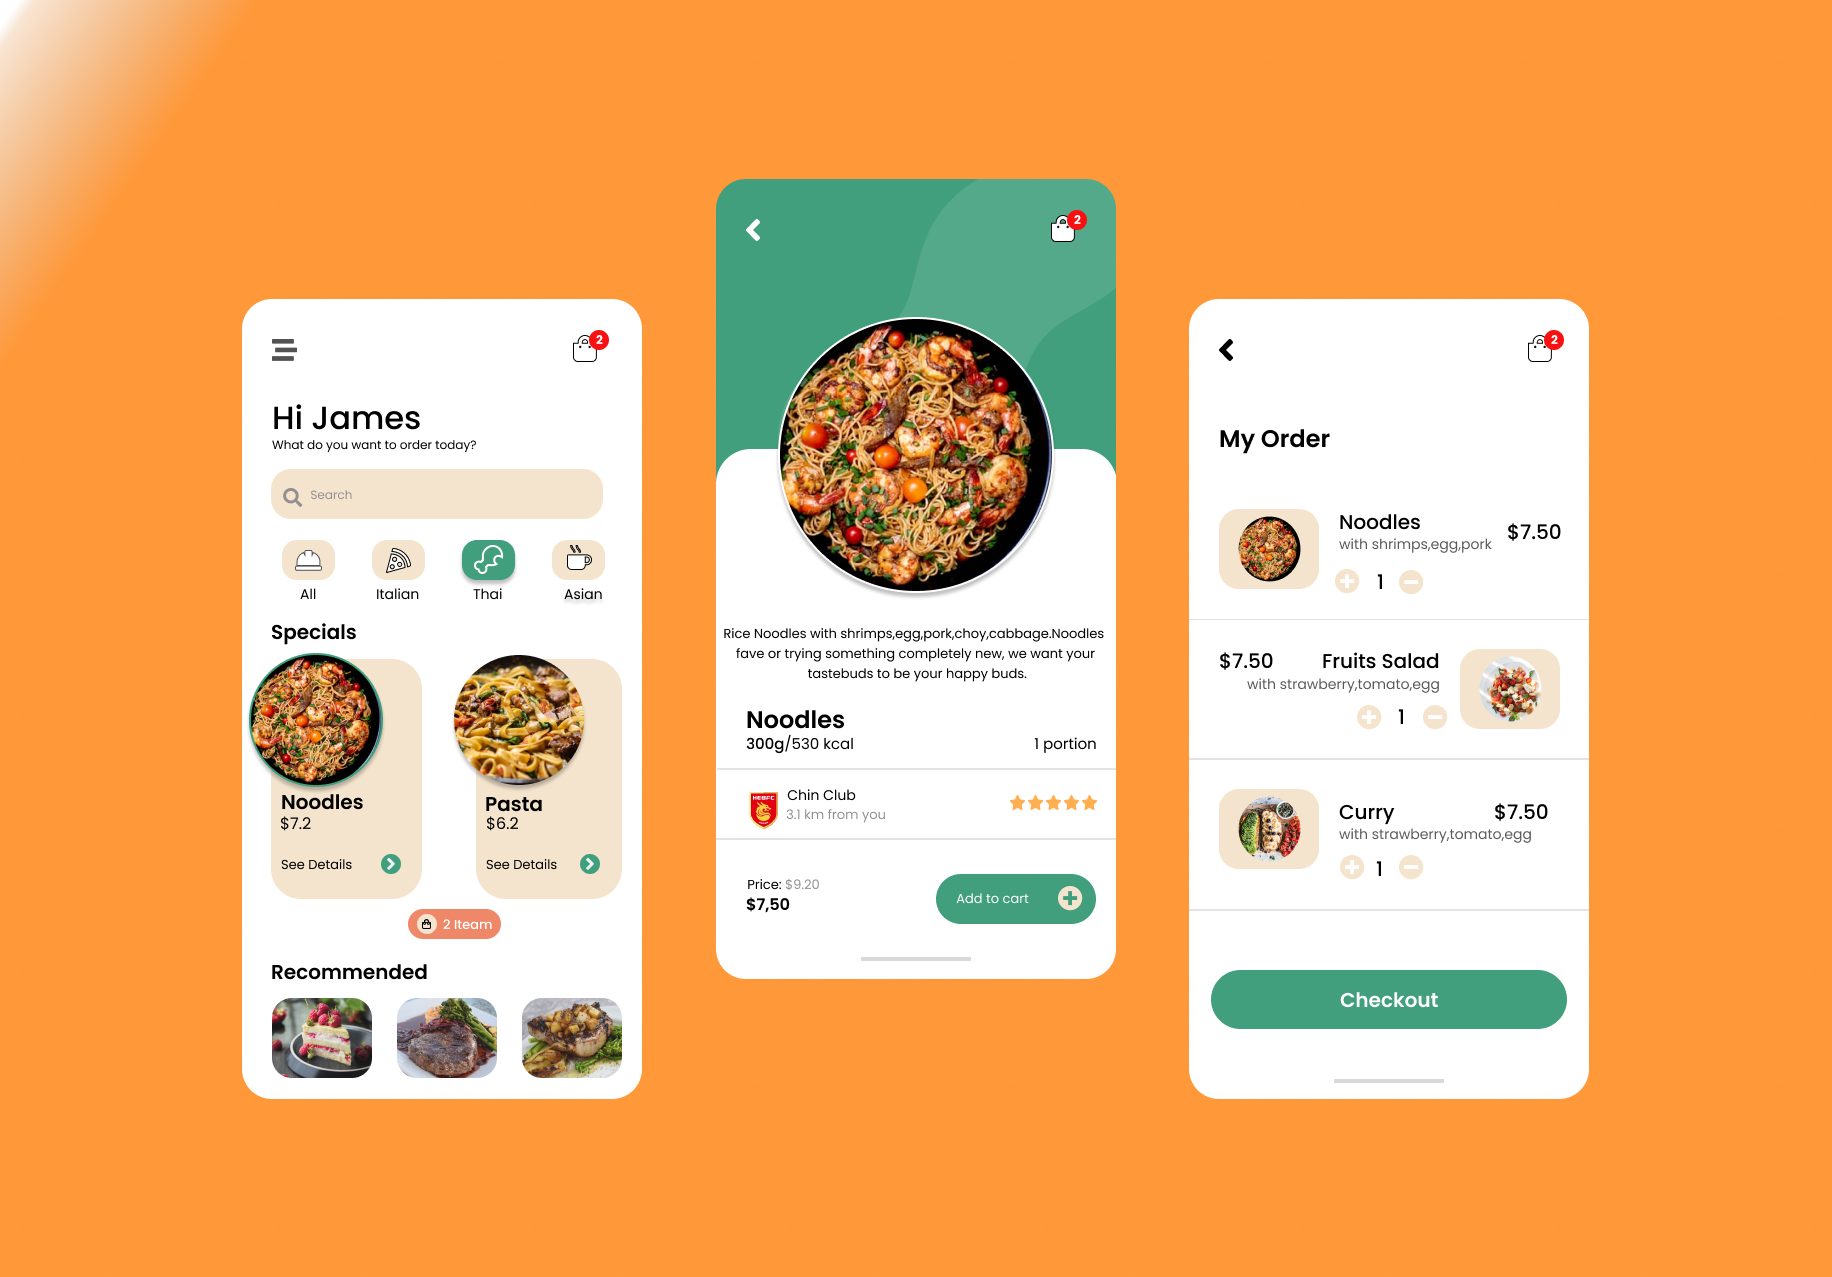 2
Hi James
What do you want to order today?
Search
All
Italian
Thai
Asian
Specials
Noodles
$7.2
See Details
Pasta
$6.2
See Details
2 Iteam
Recommended
2
Rice Noodles with shrimps,egg,pork,choy,cabbage.Noodles
fave or trying something completely new, we want your
tastebuds to be your happy buds.
Noodles
300g/530 kcal
1 portion
HEBFC
Chin Club
3.1 km from you
Price: $9.20
$7,50
Add to cart
2
My Order
Noodles
with shrimps,egg,pork
$7.50
1
$7.50
Fruits Salad
with strawberry,tomato,egg
1
Curry
$7.50
with strawberry,tomato,egg
1
Checkout